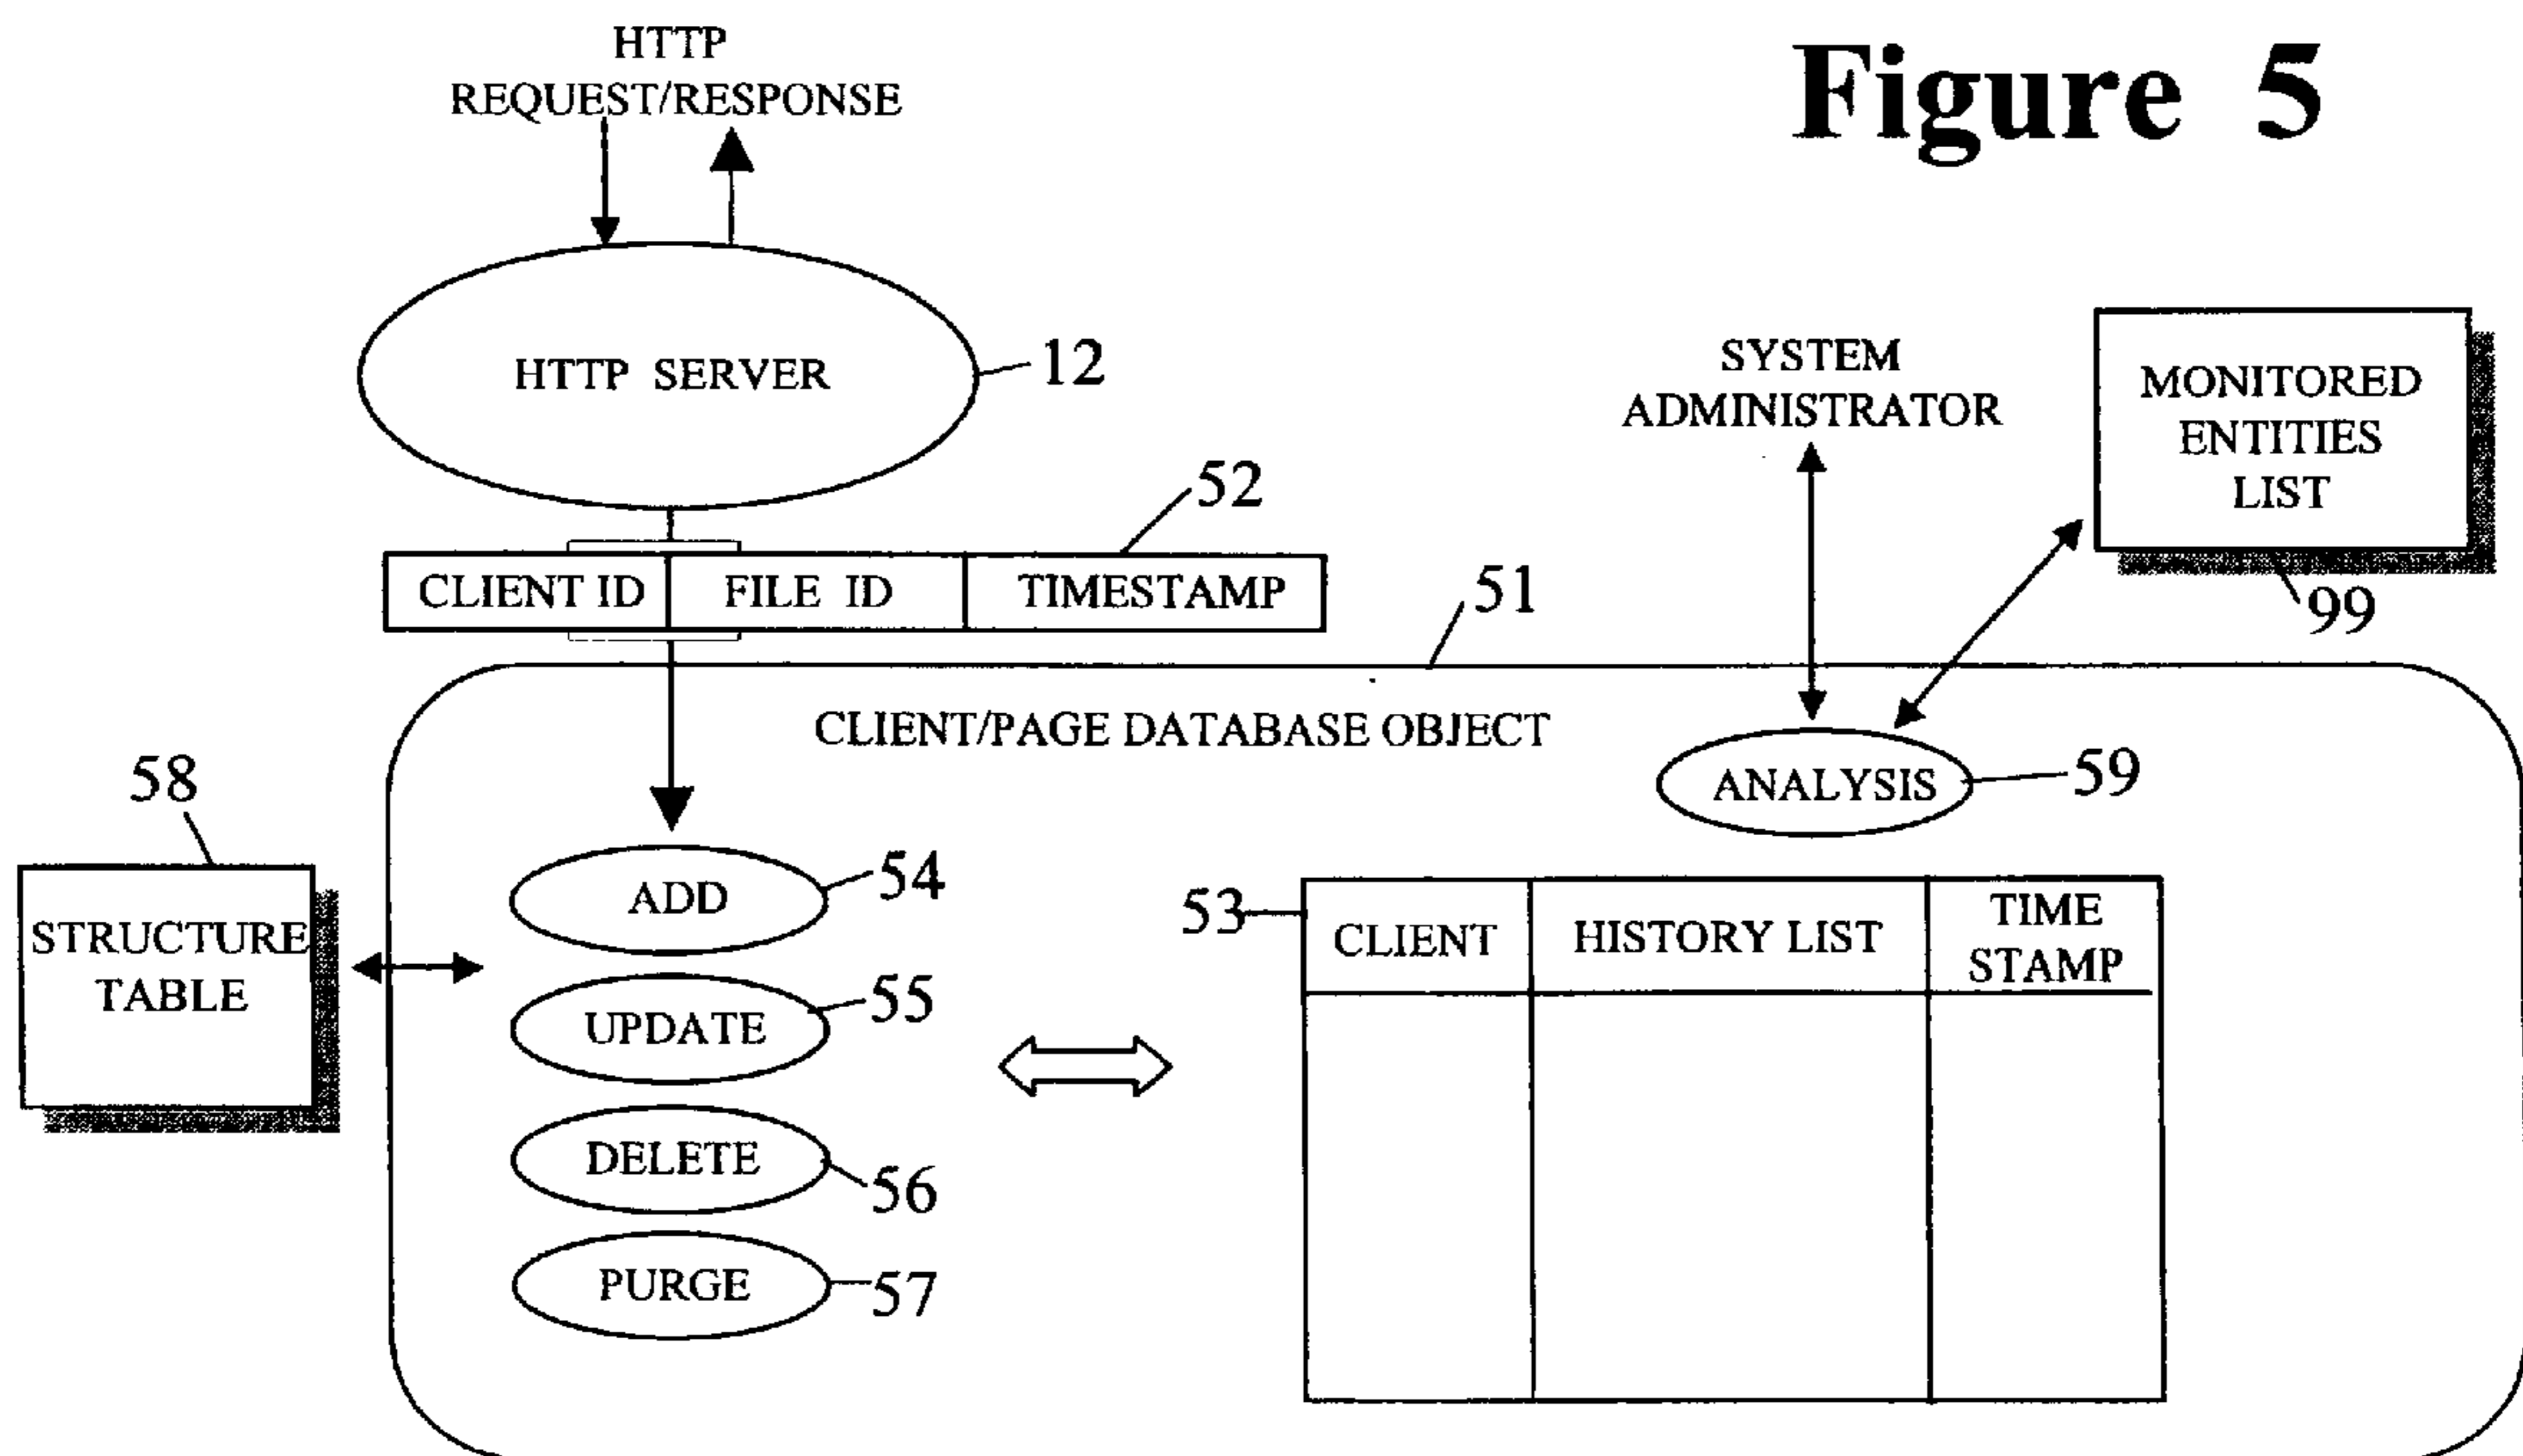 Figure 5
HTTP
REQUEST/RESPONSE
HTTP SERVER
12
SYSTEM
ADMINISTRATOR
MONITORED
ENTITIES
LIST
99
52
CLIENT ID FILE ID TIMESTAMP
51
CLIENT/PAGE DATABASE OBJECT
ANALYSIS
59
58
STRUCTURE
TABLE
ADD
54
UPDATE
55
DELETE
56
PURGE
57
53
CLIENT
HISTORY LIST
TIME
STAMP